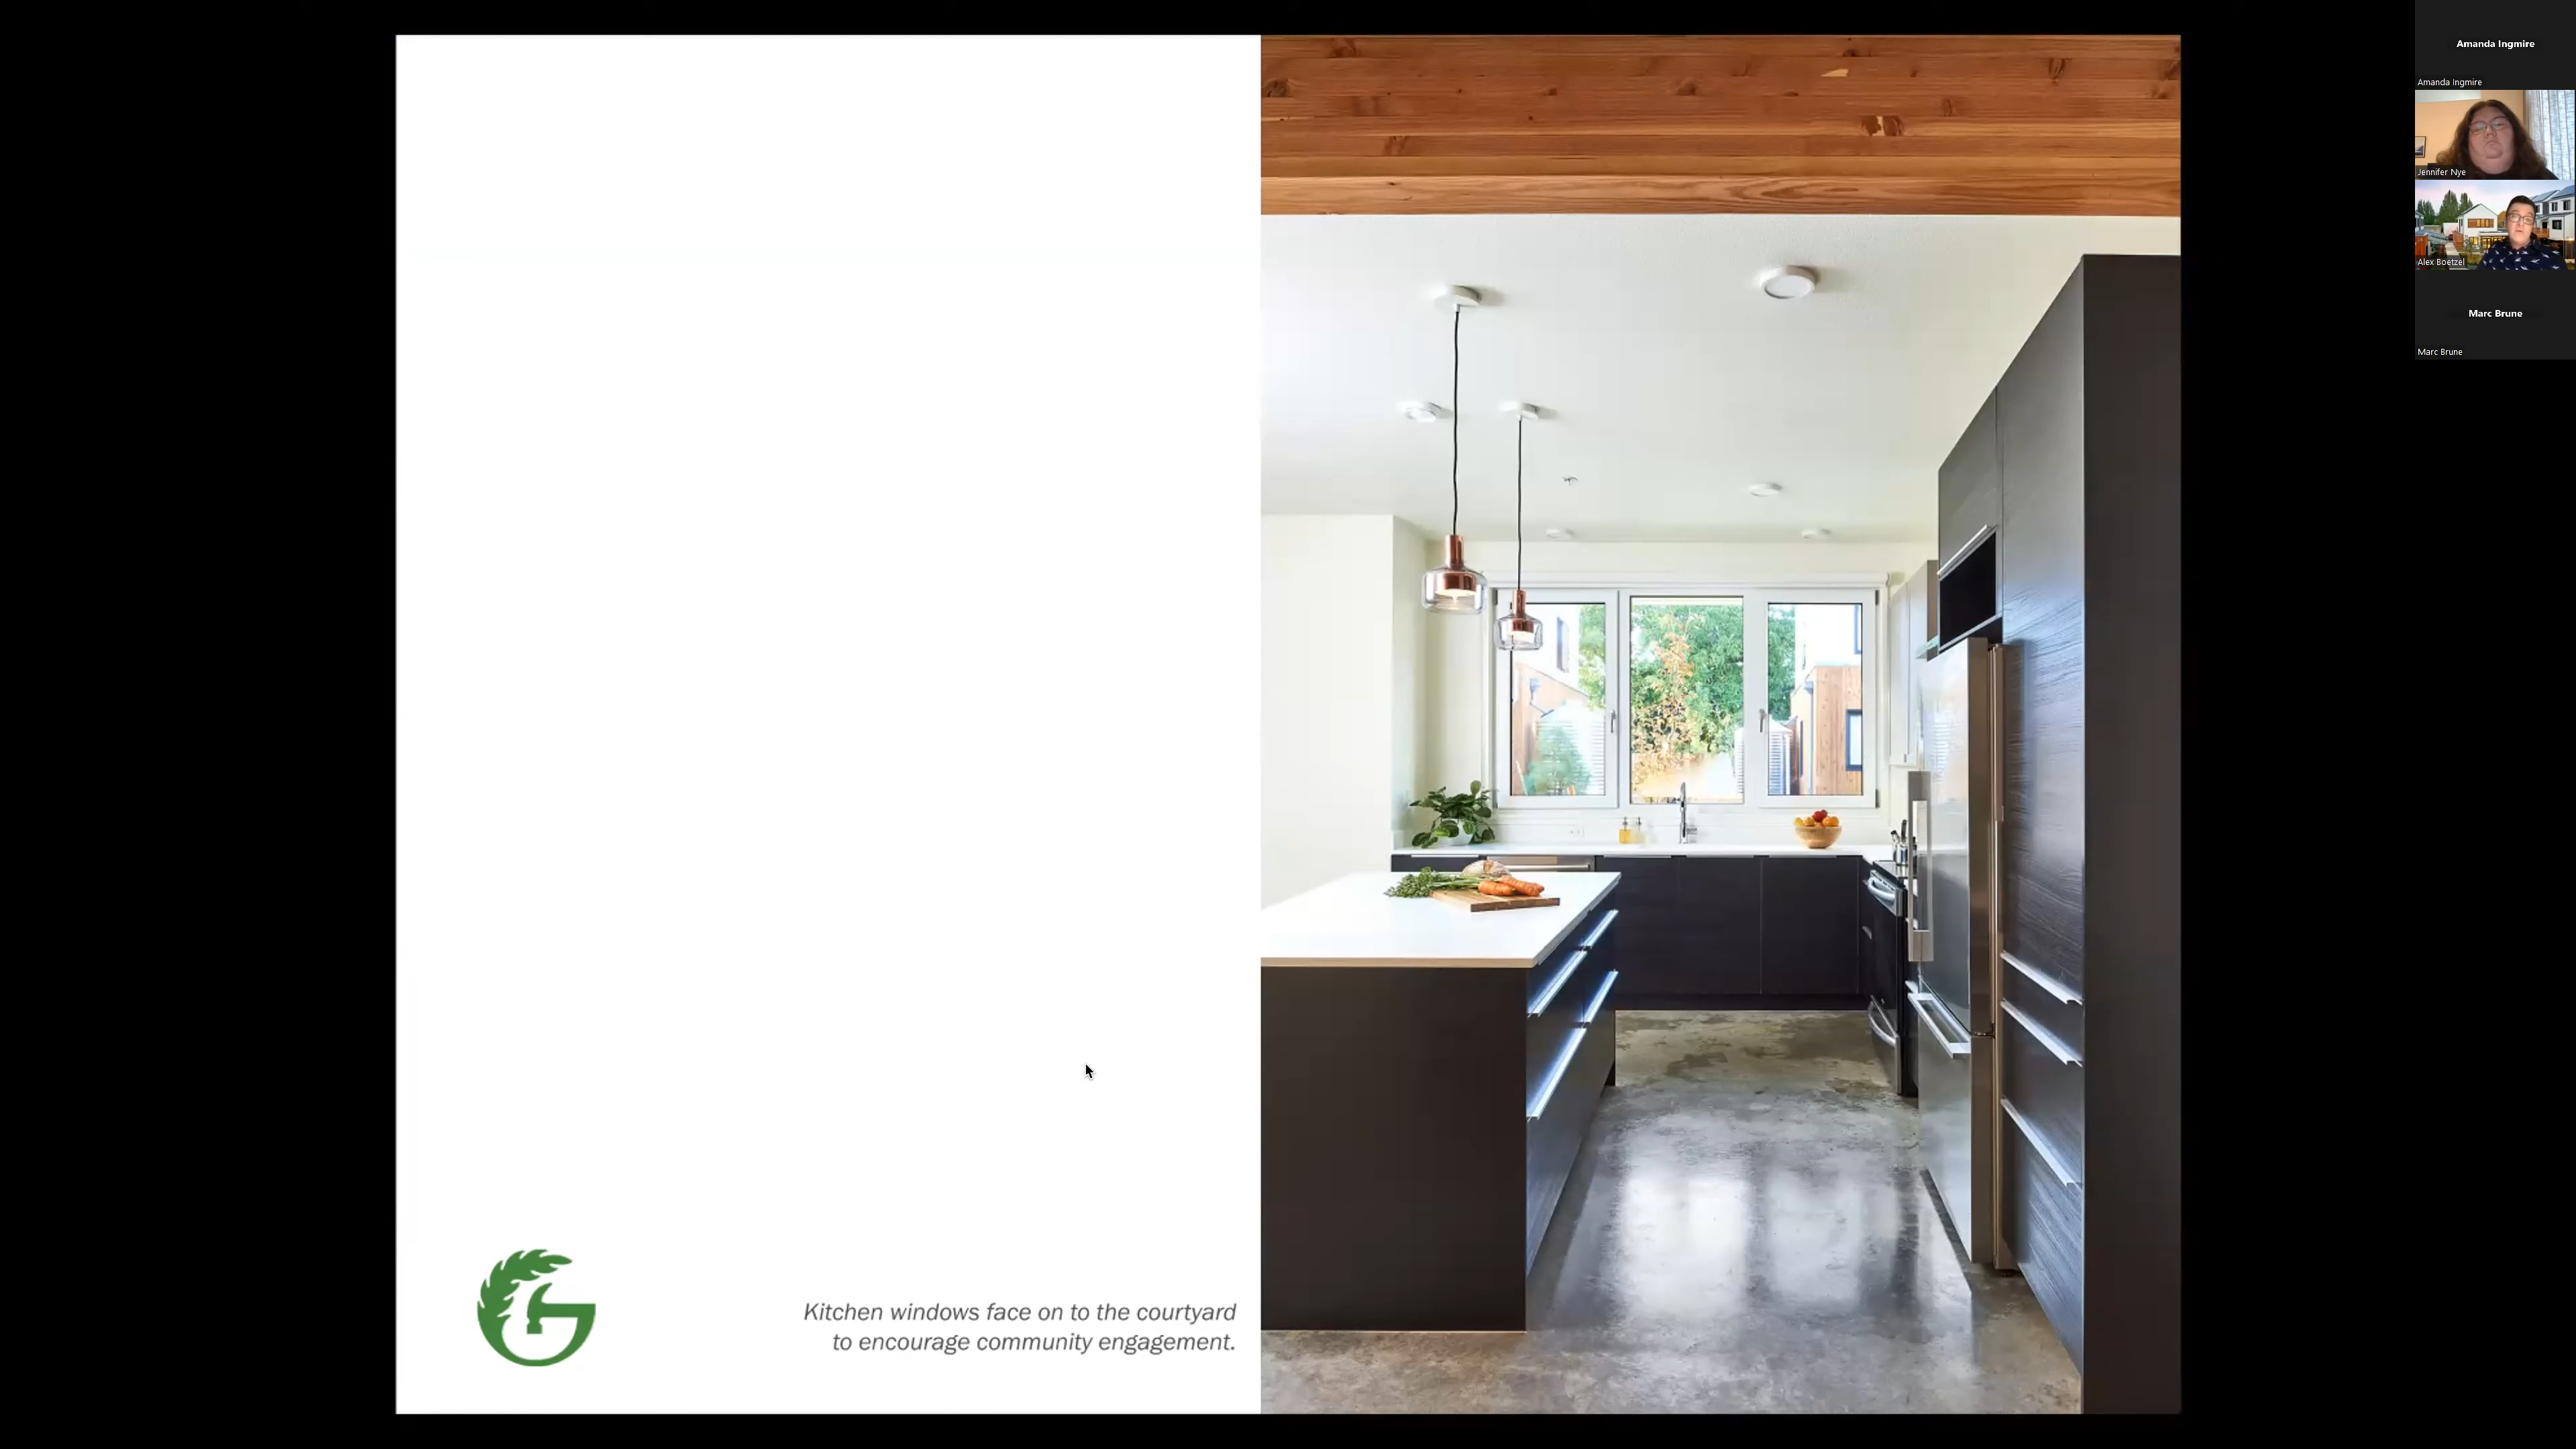 Kitchen windows face on to the courtyard
to encourage community engagement.
Amanda Ingmire
Amanda Ingmire
Jennifer Nye
Alex Boetzel
Marc Brune
Marc Brune